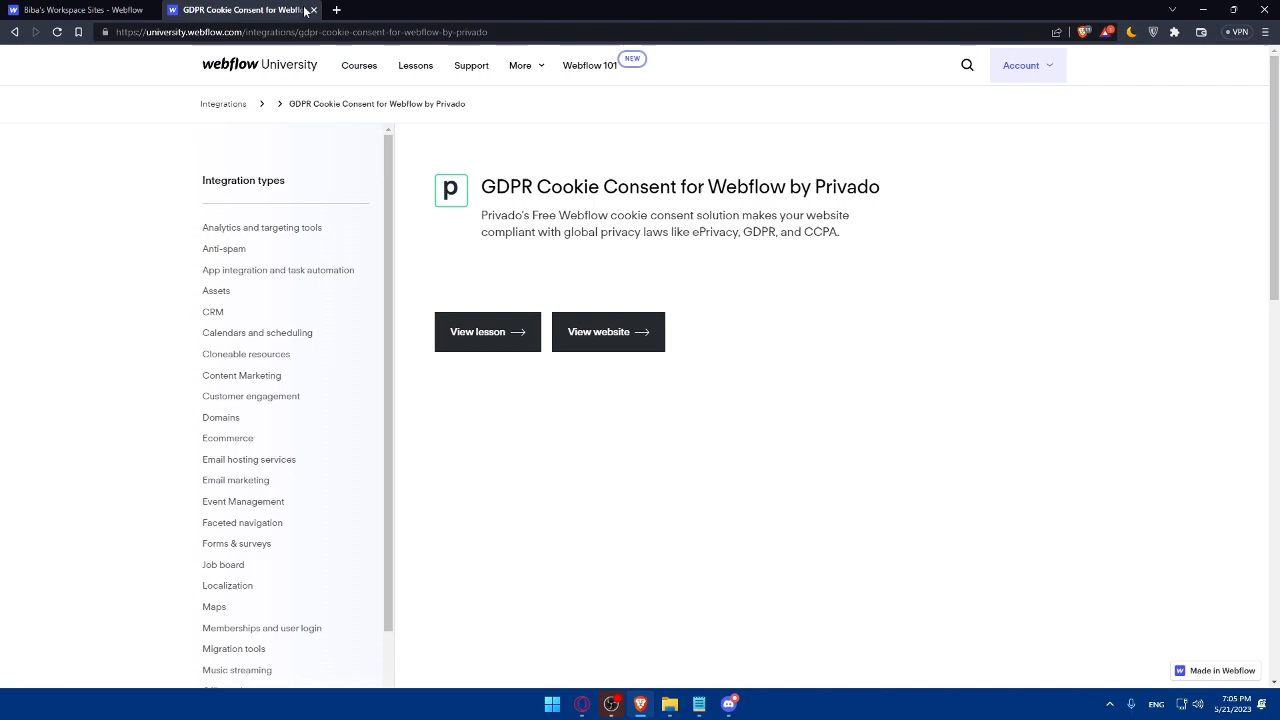 Biba's Workspace Sites - Webflow
GDPR Cookie Consent for Webfl
https://university.webflow.com/integrations/gdpr-cookie-consent-for-webflow-by-privado
VPN
webflow University
Courses
Lessons
Support
More
Webflow 101
NEW
Account
Integrations
GDPR Cookie Consent for Webflow by Privado
Integration types
Analytics and targeting tools
Anti-spam
App integration and task automation
Assets
CRM
Calendars and scheduling
Cloneable resources
Content Marketing
Customer engagement
Domains
Ecommerce
Email hosting services
Email marketing
Event Management
Faceted navigation
Forms & surveys
Job board
Localization
Maps
Memberships and user login
Migration tools
Music streaming
p
GDPR Cookie Consent for Webflow by Privado
Privado's Free Webflow cookie consent solution makes your website
compliant with global privacy laws like ePrivacy, GDPR, and CCPA.
View lesson
View website
Made in Webflow
ENG
7:05 PM
5/21/2023